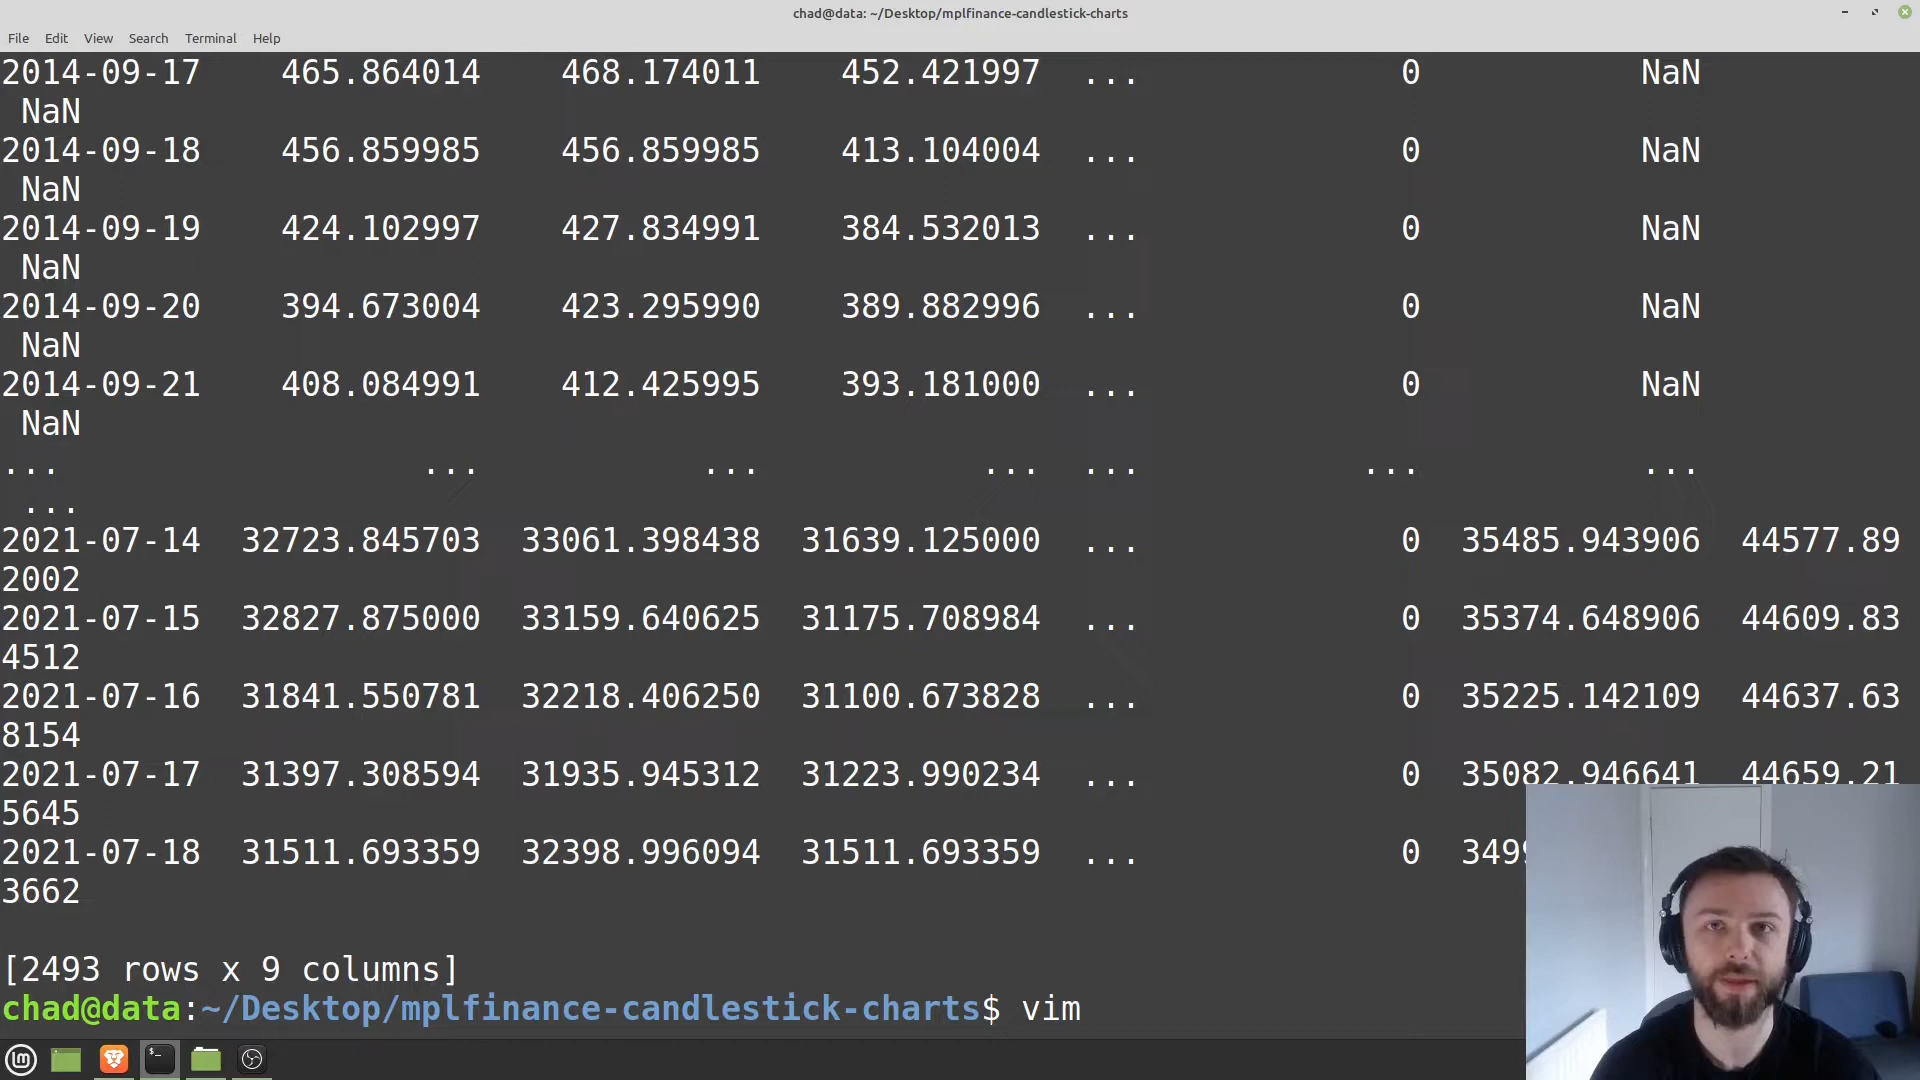 chad@data: ~/Desktop/mplfinance-candlestick-charts
File Edit View Search Terminal Help
2014-09-17 465.864014 468.174011 452.421997 ... 0 NaN
NaN
2014-09-18 456.859985 456.859985 413.104004 ... 0 NaN
NaN
2014-09-19 424.102997 427.834991 384.532013 ... 0 NaN
NaN
2014-09-20 394.673004 423.295990 389.882996 ... 0 NaN
NaN
2014-09-21 408.084991 412.425995 393.181000 ... 0 NaN
NaN
... ... ... ... ... ... ...
...
2021-07-14 32723.845703 33061.398438 31639.125000 ... 0 35485.943906 44577.89
2002
2021-07-15 32827.875000 33159.640625 31175.708984 ... 0 35374.648906 44609.83
4512
2021-07-16 31841.550781 32218.406250 31100.673828 ... 0 35225.142109 44637.63
8154
2021-07-17 31397.308594 31935.945312 31223.990234 ... 0 35082.946641 44659.21
5645
2021-07-18 31511.693359 32398.996094 31511.693359 ... 0
3662
[2493 rows x 9 columns]
chad@data:~/Desktop/mplfinance-candlestick-charts$ vim